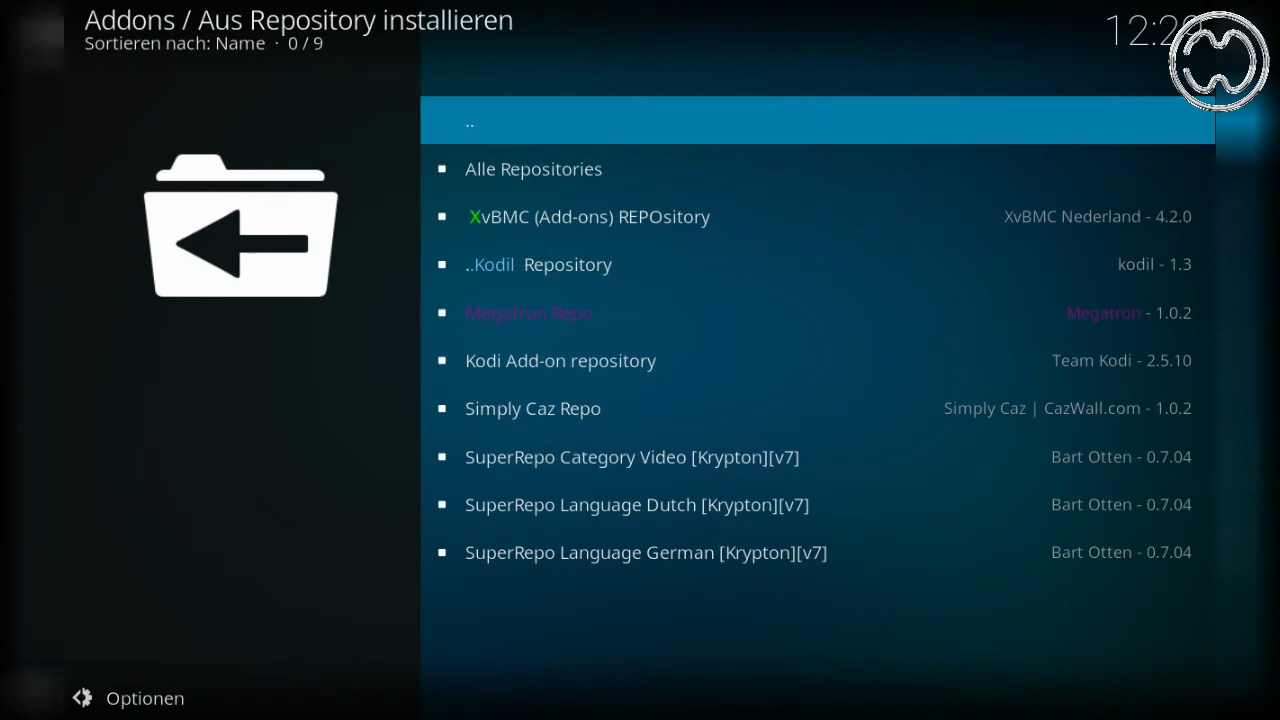 Addons / Aus Repository installieren
Sortieren nach: Name · 0 / 9
..
Alle Repositories
XvBMC (Add-ons) REPOsitory XvBMC Nederland - 4.2.0
..Kodil Repository kodil - 1.3
Megatron Repo Megatron - 1.0.2
Kodi Add-on repository Team Kodi - 2.5.10
Simply Caz Repo Simply Caz | CazWall.com - 1.0.2
SuperRepo Category Video [Krypton][v7] Bart Otten - 0.7.04
SuperRepo Language Dutch [Krypton][v7] Bart Otten - 0.7.04
SuperRepo Language German [Krypton][v7] Bart Otten - 0.7.04
Optionen